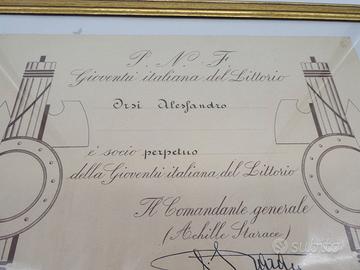 P. N. F.
Gioventù italiana del Littorio
Orsi Alessandro
è socio perpetuo
della Gioventù italiana del Littorio
Il Comandante generale
(Achille Starace)
subito